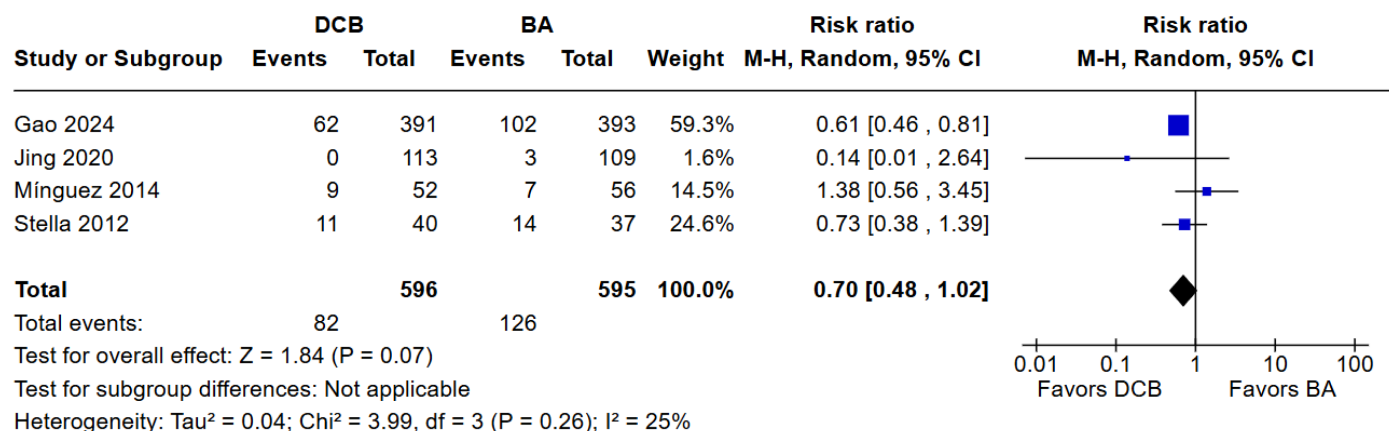 DCB BA Risk ratio Risk ratio
Study or Subgroup Events Total Events Total Weight M-H, Random, 95% CI M-H, Random, 95% CI
Gao 2024 62 391 102 393 59.3% 0.61 [0.46 , 0.81]
Jing 2020 0 113 3 109 1.6% 0.14 [0.01 , 2.64]
Mínguez 2014 9 52 7 56 14.5% 1.38 [0.56 , 3.45]
Stella 2012 11 40 14 37 24.6% 0.73 [0.38 , 1.39]
Total 596 595 100.0% 0.70 [0.48 , 1.02]
Total events: 82 126
Test for overall effect: Z = 1.84 (P = 0.07)
Test for subgroup differences: Not applicable
Heterogeneity: Tau² = 0.04; Chi² = 3.99, df = 3 (P = 0.26); I² = 25%
0.01 0.1 1 10 100
Favors DCB Favors BA